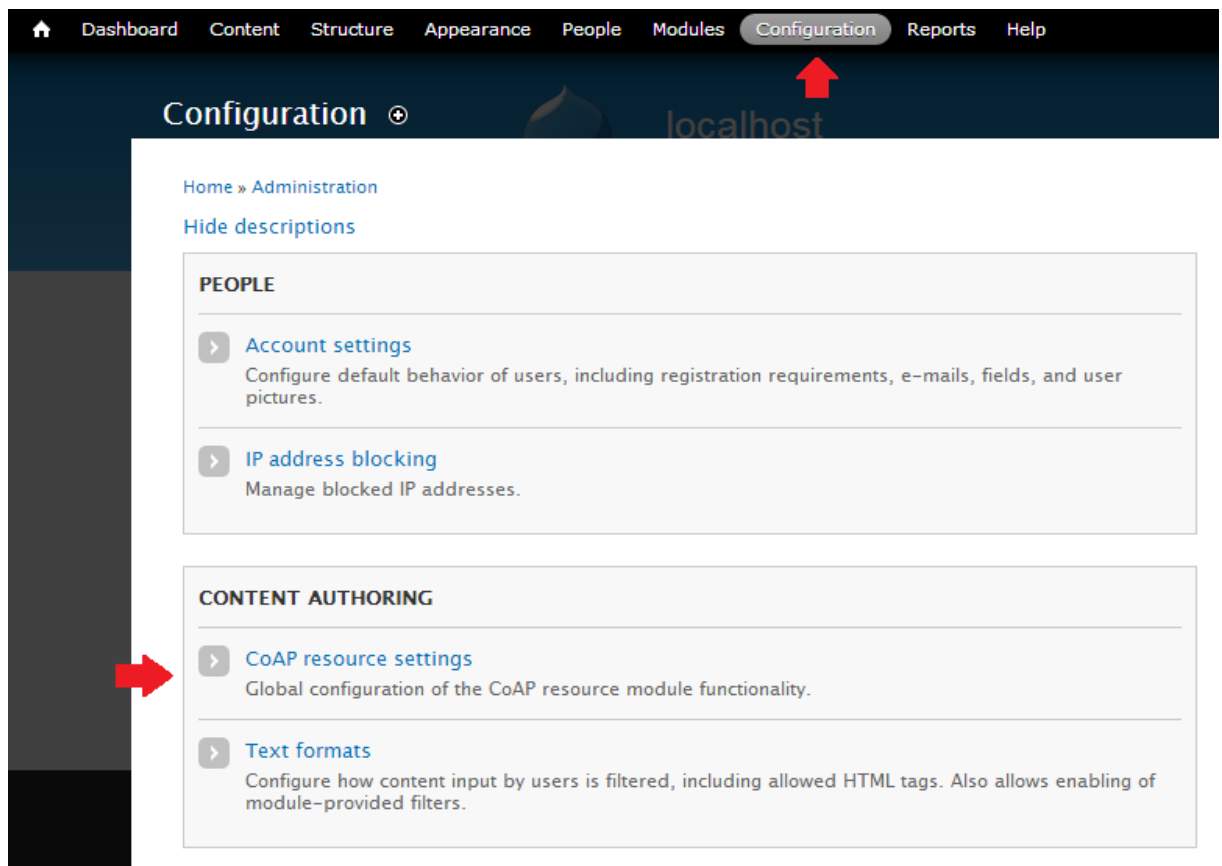 Dashboard Content Structure Appearance People Modules Configuration Reports Help
Configuration
localhost
Home » Administration
Hide descriptions
PEOPLE
Account settings
Configure default behavior of users, including registration requirements, e-mails, fields, and user
pictures.
IP address blocking
Manage blocked IP addresses.
CONTENT AUTHORING
CoAP resource settings
Global configuration of the CoAP resource module functionality.
Text formats
Configure how content input by users is filtered, including allowed HTML tags. Also allows enabling of
module-provided filters.